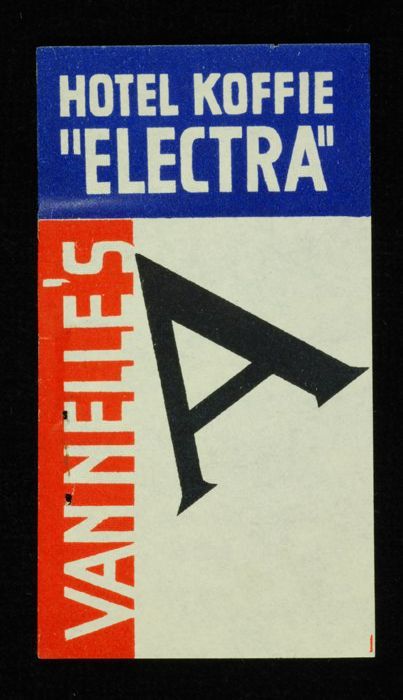 HOTEL KOFFIE
"ELECTRA"
VAN NELLE'S
A